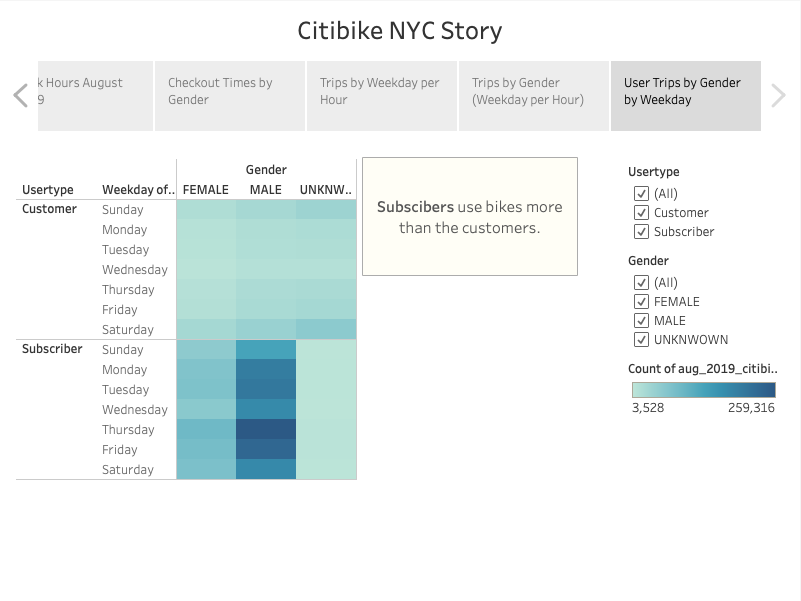 Citibike NYC Story
k Hours August
9
Checkout Times by
Gender
Trips by Weekday per
Hour
Trips by Gender
(Weekday per Hour)
User Trips by Gender
by Weekday
Gender
Usertype Weekday of.. FEMALE MALE UNKNW..
Customer Sunday
Monday
Tuesday
Wednesday
Thursday
Friday
Saturday
Subscriber Sunday
Monday
Tuesday
Wednesday
Thursday
Friday
Saturday
Subscibers use bikes more
than the customers.
Usertype
(All)
Customer
Subscriber
Gender
(All)
FEMALE
MALE
UNKNWOWN
Count of aug_2019_citibi..
3,528 259,316